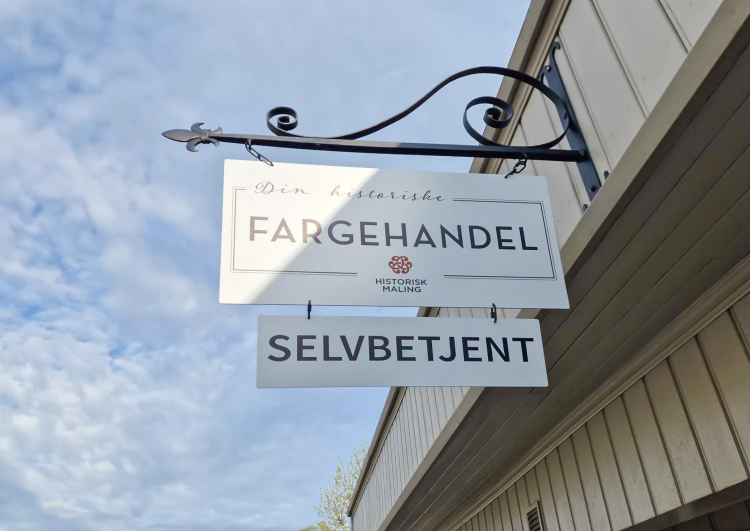 Din historiske
FARGEHANDEL
HISTORISK
MALING
SELVBETJENT